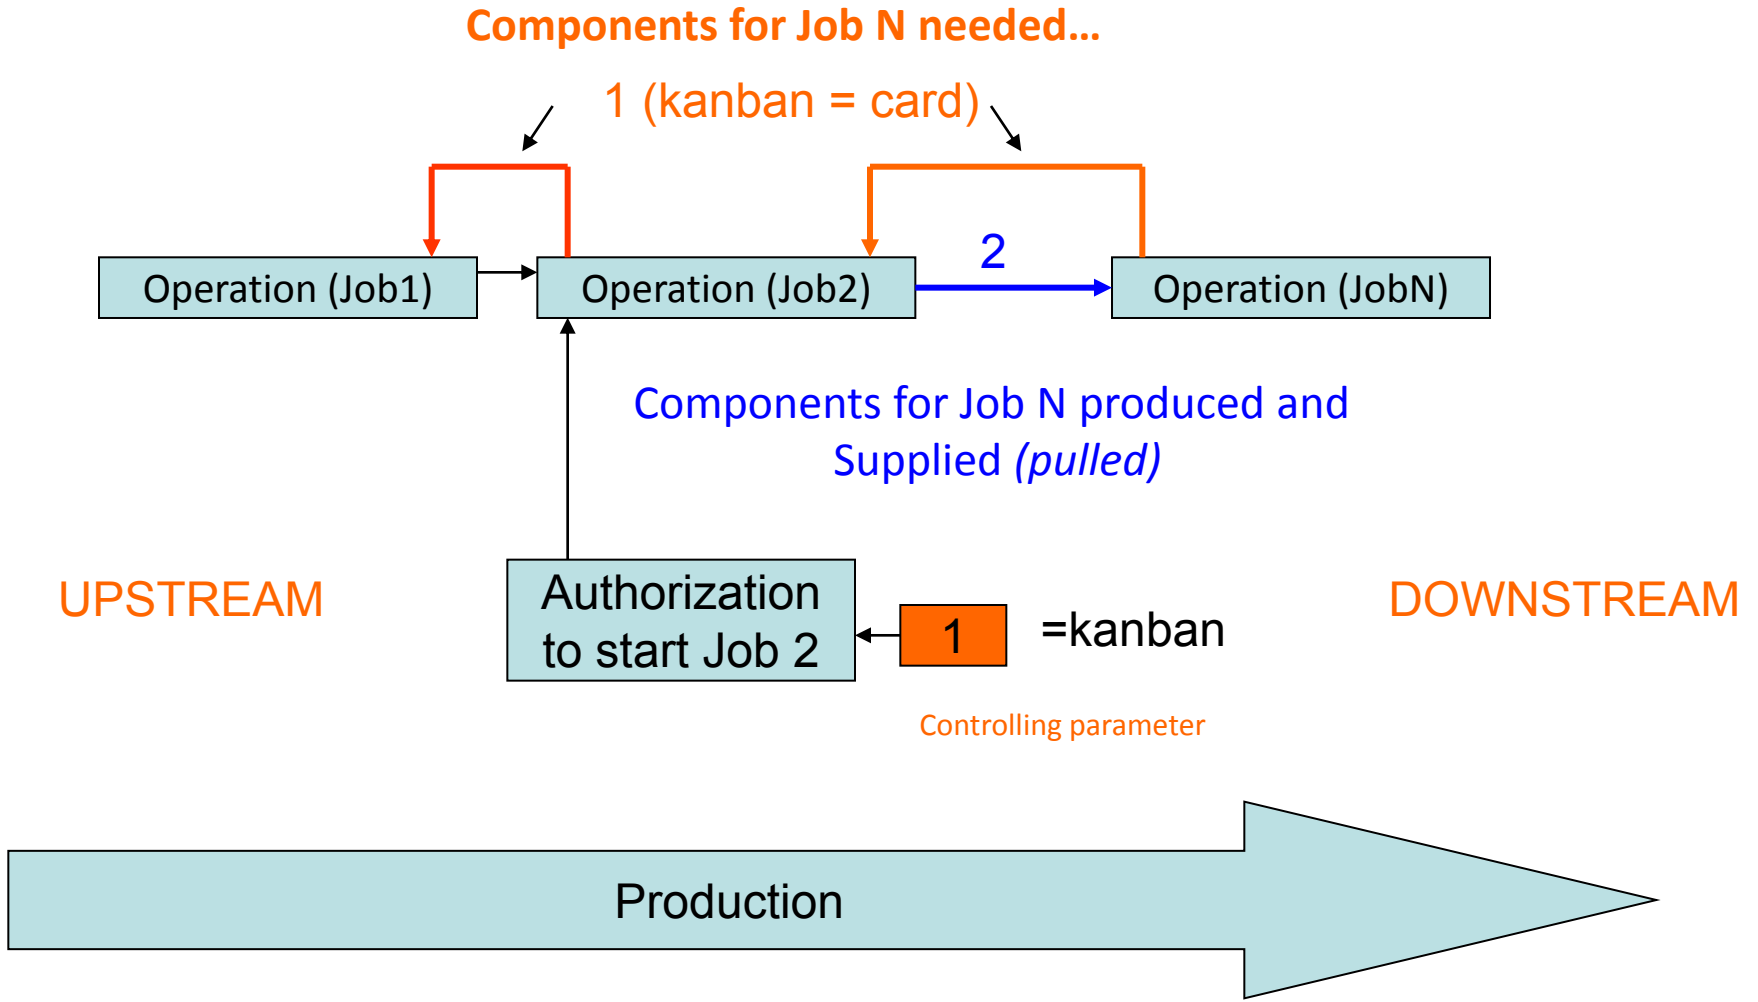 Components for Job N needed…
1 (kanban = card)
2
Operation (Job1)
Operation (Job2)
Operation (JobN)
Components for Job N produced and
Supplied (pulled)
UPSTREAM
Authorization
to start Job 2
1
=kanban
DOWNSTREAM
Controlling parameter
Production